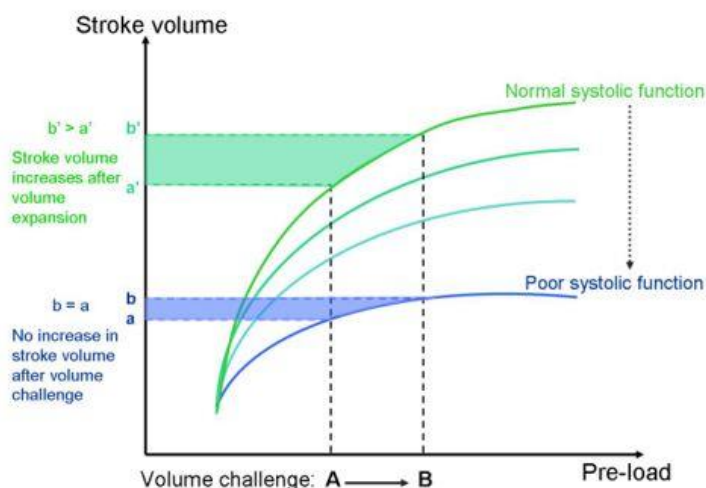 Stroke volume
Normal systolic function
b' > a'
b'
Stroke volume
increases after
volume
expansion
a'
Poor systolic function
b = a
b
a
No increase in
stroke volume
after volume
challenge
Volume challenge: A B
Pre-load